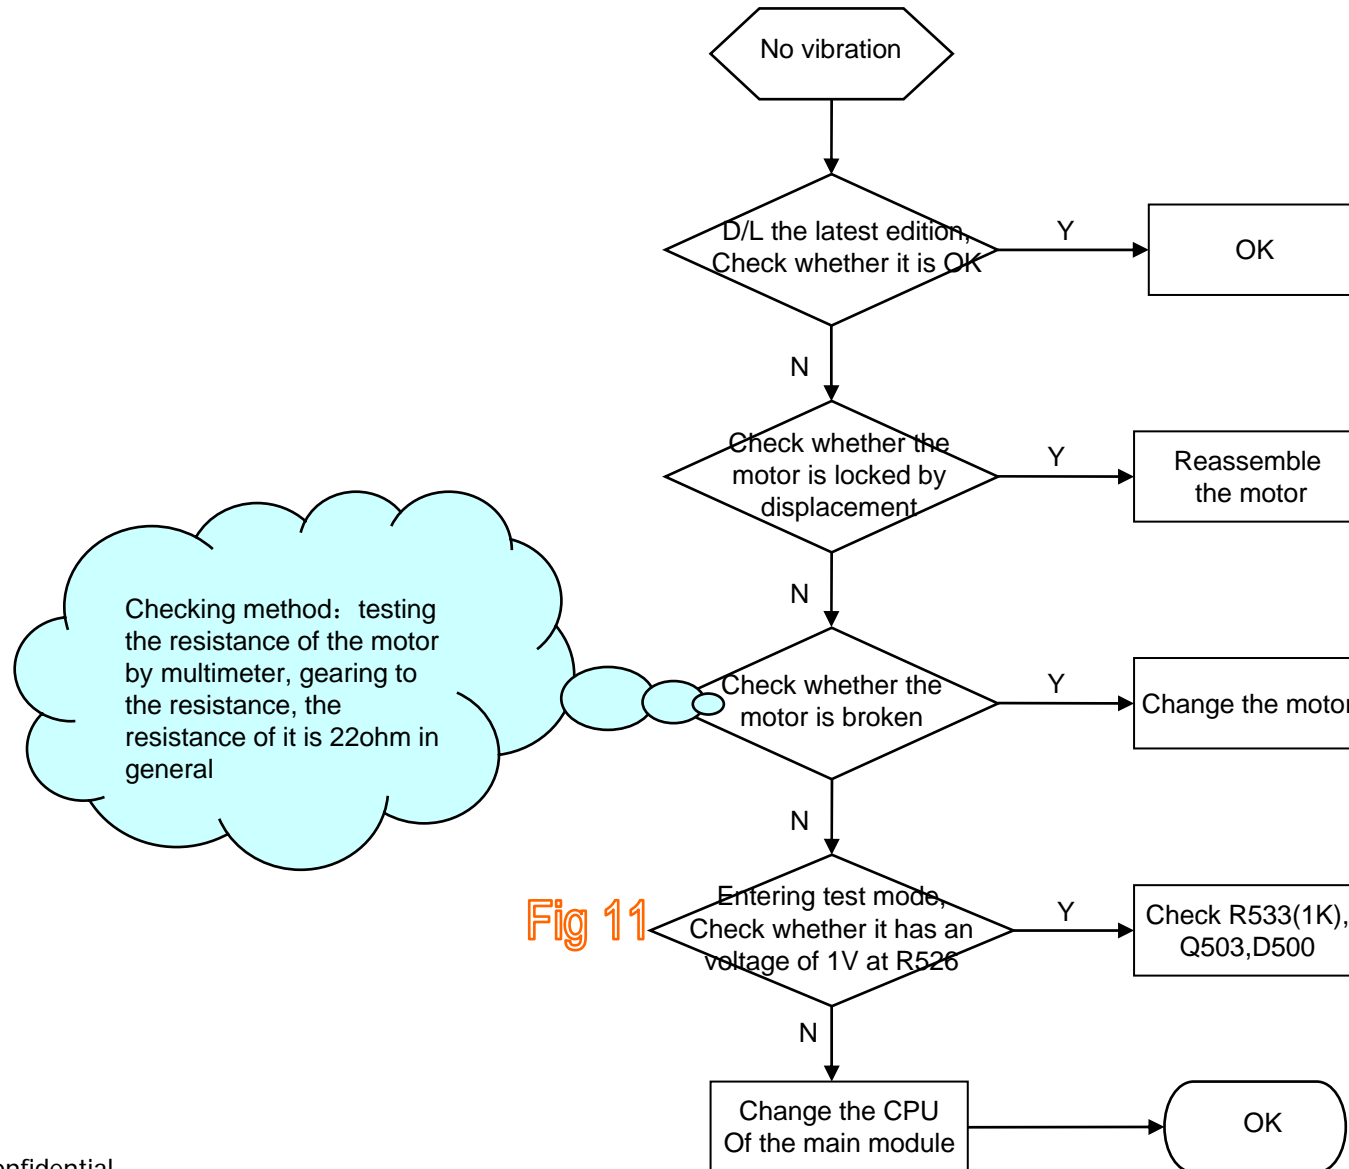 No vibration
D/L the latest edition,
Check whether it is OK
Y
OK
N
Check whether the
motor is locked by
displacement
Y
Reassemble
the motor
N
Checking method：testing
the resistance of the motor
by multimeter, gearing to
the resistance, the
resistance of it is 22ohm in
general
Check whether the
motor is broken
Y
Change the motor
N
Fig 11
Entering test mode,
Check whether it has an
voltage of 1V at R526
Y
Check R533(1K),
Q503,D500
N
Change the CPU
Of the main module
OK
onfidential